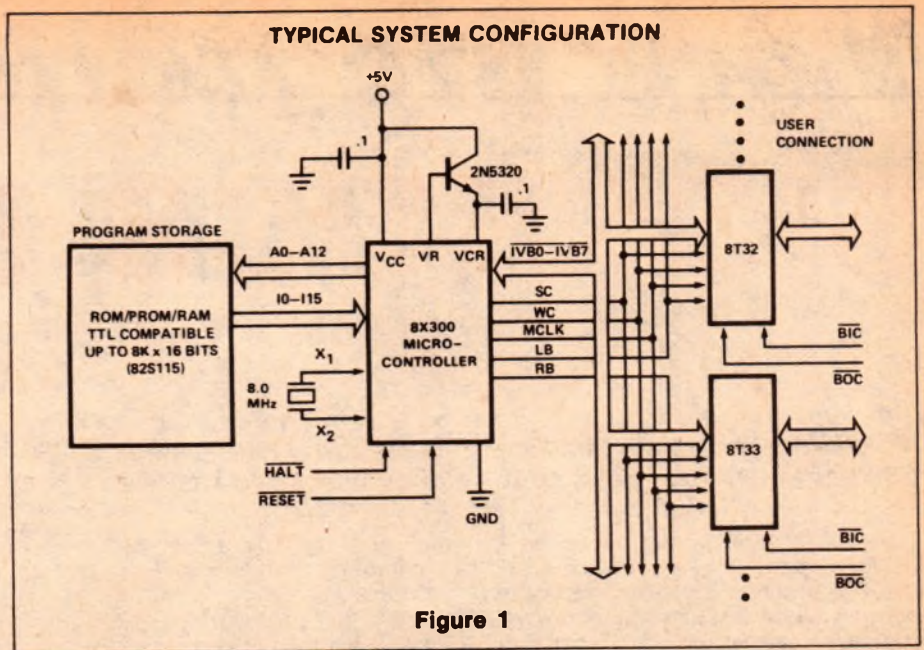 TYPICAL SYSTEM CONFIGURATION
+5V
.1
2N5320
.1
USER
CONNECTION
PROGRAM STORAGE
A0–A12
VCC VR VCR
IVB0–IVB7
8T32
I0–I15
SC
ROM/PROM/RAM
TTL COMPATIBLE
UP TO 8K x 16 BITS
(82S115)
8X300
MICRO-
CONTROLLER
WC
MCLK
LB
RB
X1
8.0
MHz
X2
BIC
BOC
HALT
RESET
GND
8T33
BIC
BOC
Figure 1